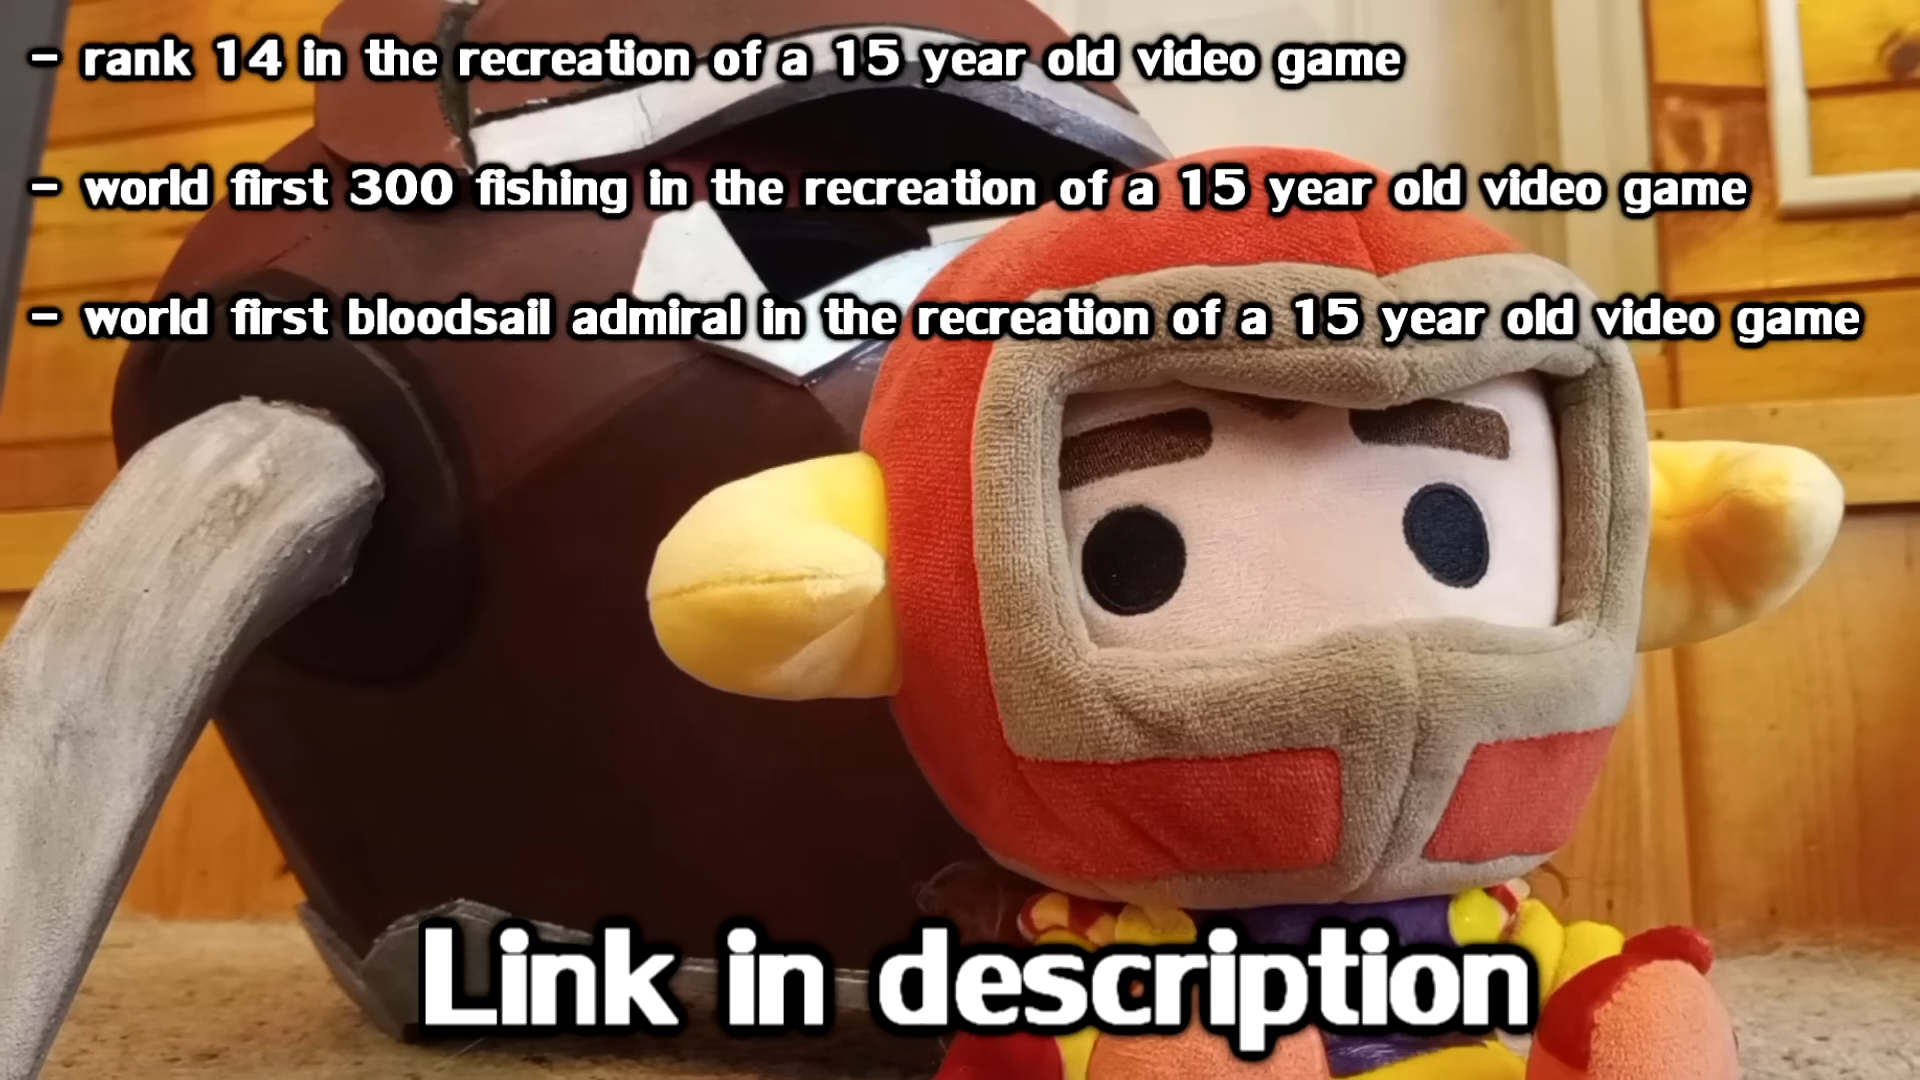 - rank 14 in the recreation of a 15 year old video game
- world first 300 fishing in the recreation of a 15 year old video game
- world first bloodsail admiral in the recreation of a 15 year old video game
Link in description